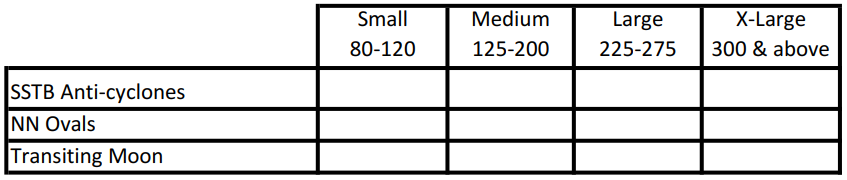 Small Medium Large X-Large
80-120 125-200 225-275 300 & above
SSTB Anti-cyclones
NN Ovals
Transiting Moon